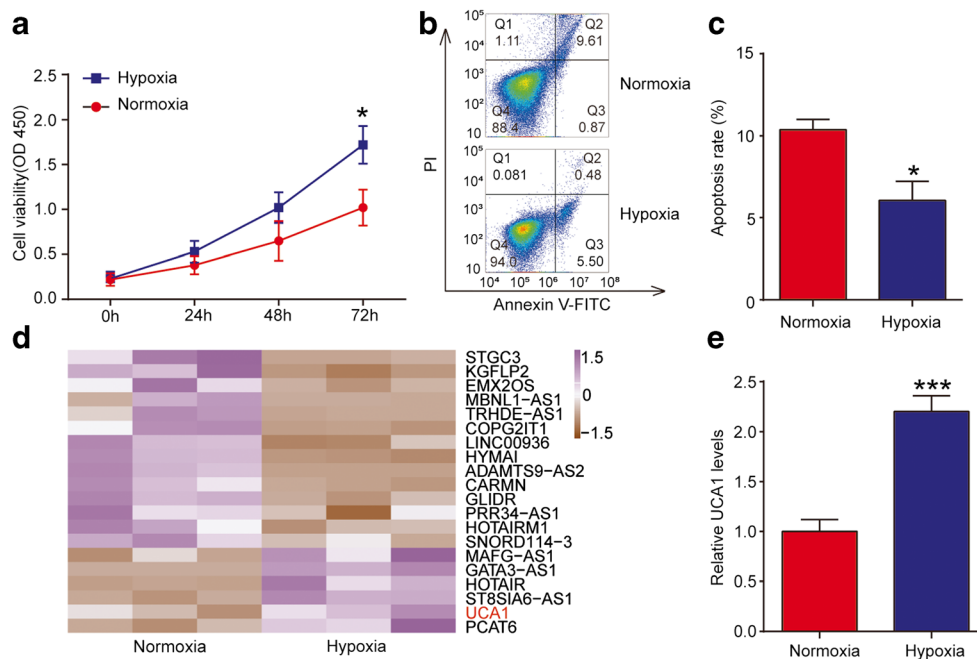 a
Cell viability(OD 450)
2.5
2.0
1.5
1.0
0.5
0.0
Hypoxia
Normoxia
*
0h 24h 48h 72h
b
PI
10⁵
10⁴
10³
10²
10
Q1
1.11
Q2
9.61
Q4
88.4
Q3
0.87
Normoxia
10⁵
10⁴
10³
10²
10
Q1
0.081
Q2
0.48
Q4
94.0
Q3
5.50
Hypoxia
10⁴ 10⁵ 10⁶ 10⁷ 10⁸
Annexin V-FITC
c
Apoptosis rate (%)
15
10
5
0
*
Normoxia Hypoxia
d
STGC3
KGFLP2
EMX2OS
MBNL1−AS1
TRHDE−AS1
COPG2IT1
LINC00936
HYMAI
ADAMTS9−AS2
CARMN
GLIDR
PRR34−AS1
HOTAIRM1
SNORD114−3
MAFG−AS1
GATA3−AS1
HOTAIR
ST8SIA6−AS1
UCA1
PCAT6
1.5
0
−1.5
Normoxia Hypoxia
e
Relative UCA1 levels
2.5
2.0
1.5
1.0
0.5
0.0
***
Normoxia Hypoxia